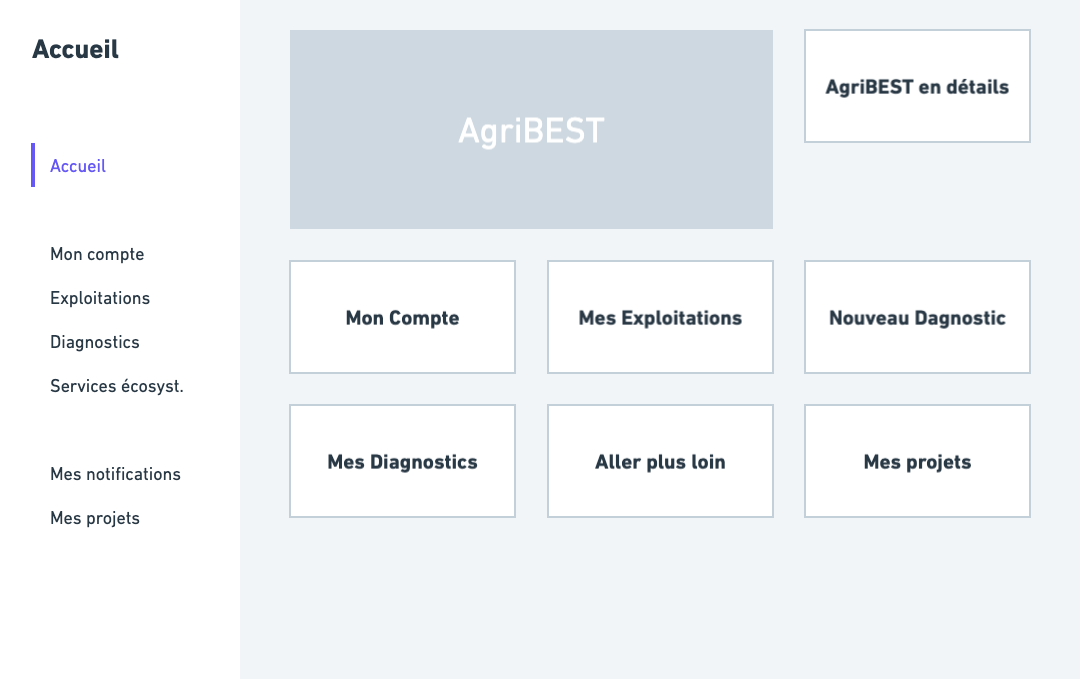 Accueil
Accueil
Mon compte
Exploitations
Diagnostics
Services écosyst.
Mes notifications
Mes projets
AgriBEST
AgriBEST en détails
Mon Compte
Mes Exploitations
Nouveau Dagnostic
Mes Diagnostics
Aller plus loin
Mes projets